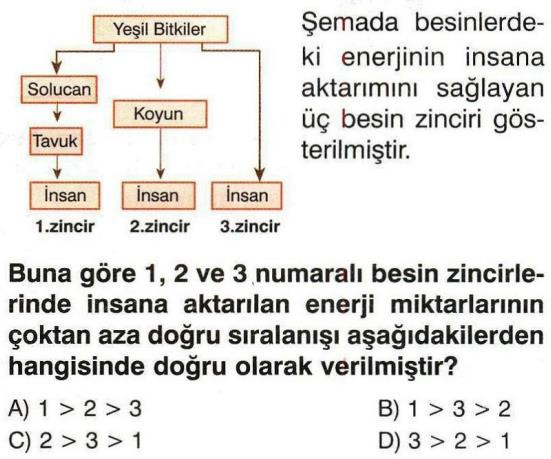 Yeşil Bitkiler
Solucan
Koyun
Tavuk
İnsan
İnsan
İnsan
1.zincir
2.zincir
3.zincir
Şemada besinlerde-
ki enerjinin insana
aktarımını sağlayan
üç besin zinciri gös-
terilmiştir.
Buna göre 1, 2 ve 3 numaralı besin zincirle-
rinde insana aktarılan enerji miktarlarının
çoktan aza doğru sıralanışı aşağıdakilerden
hangisinde doğru olarak verilmiştir?
A) 1 > 2 > 3
B) 1 > 3 > 2
C) 2 > 3 > 1
D) 3 > 2 > 1